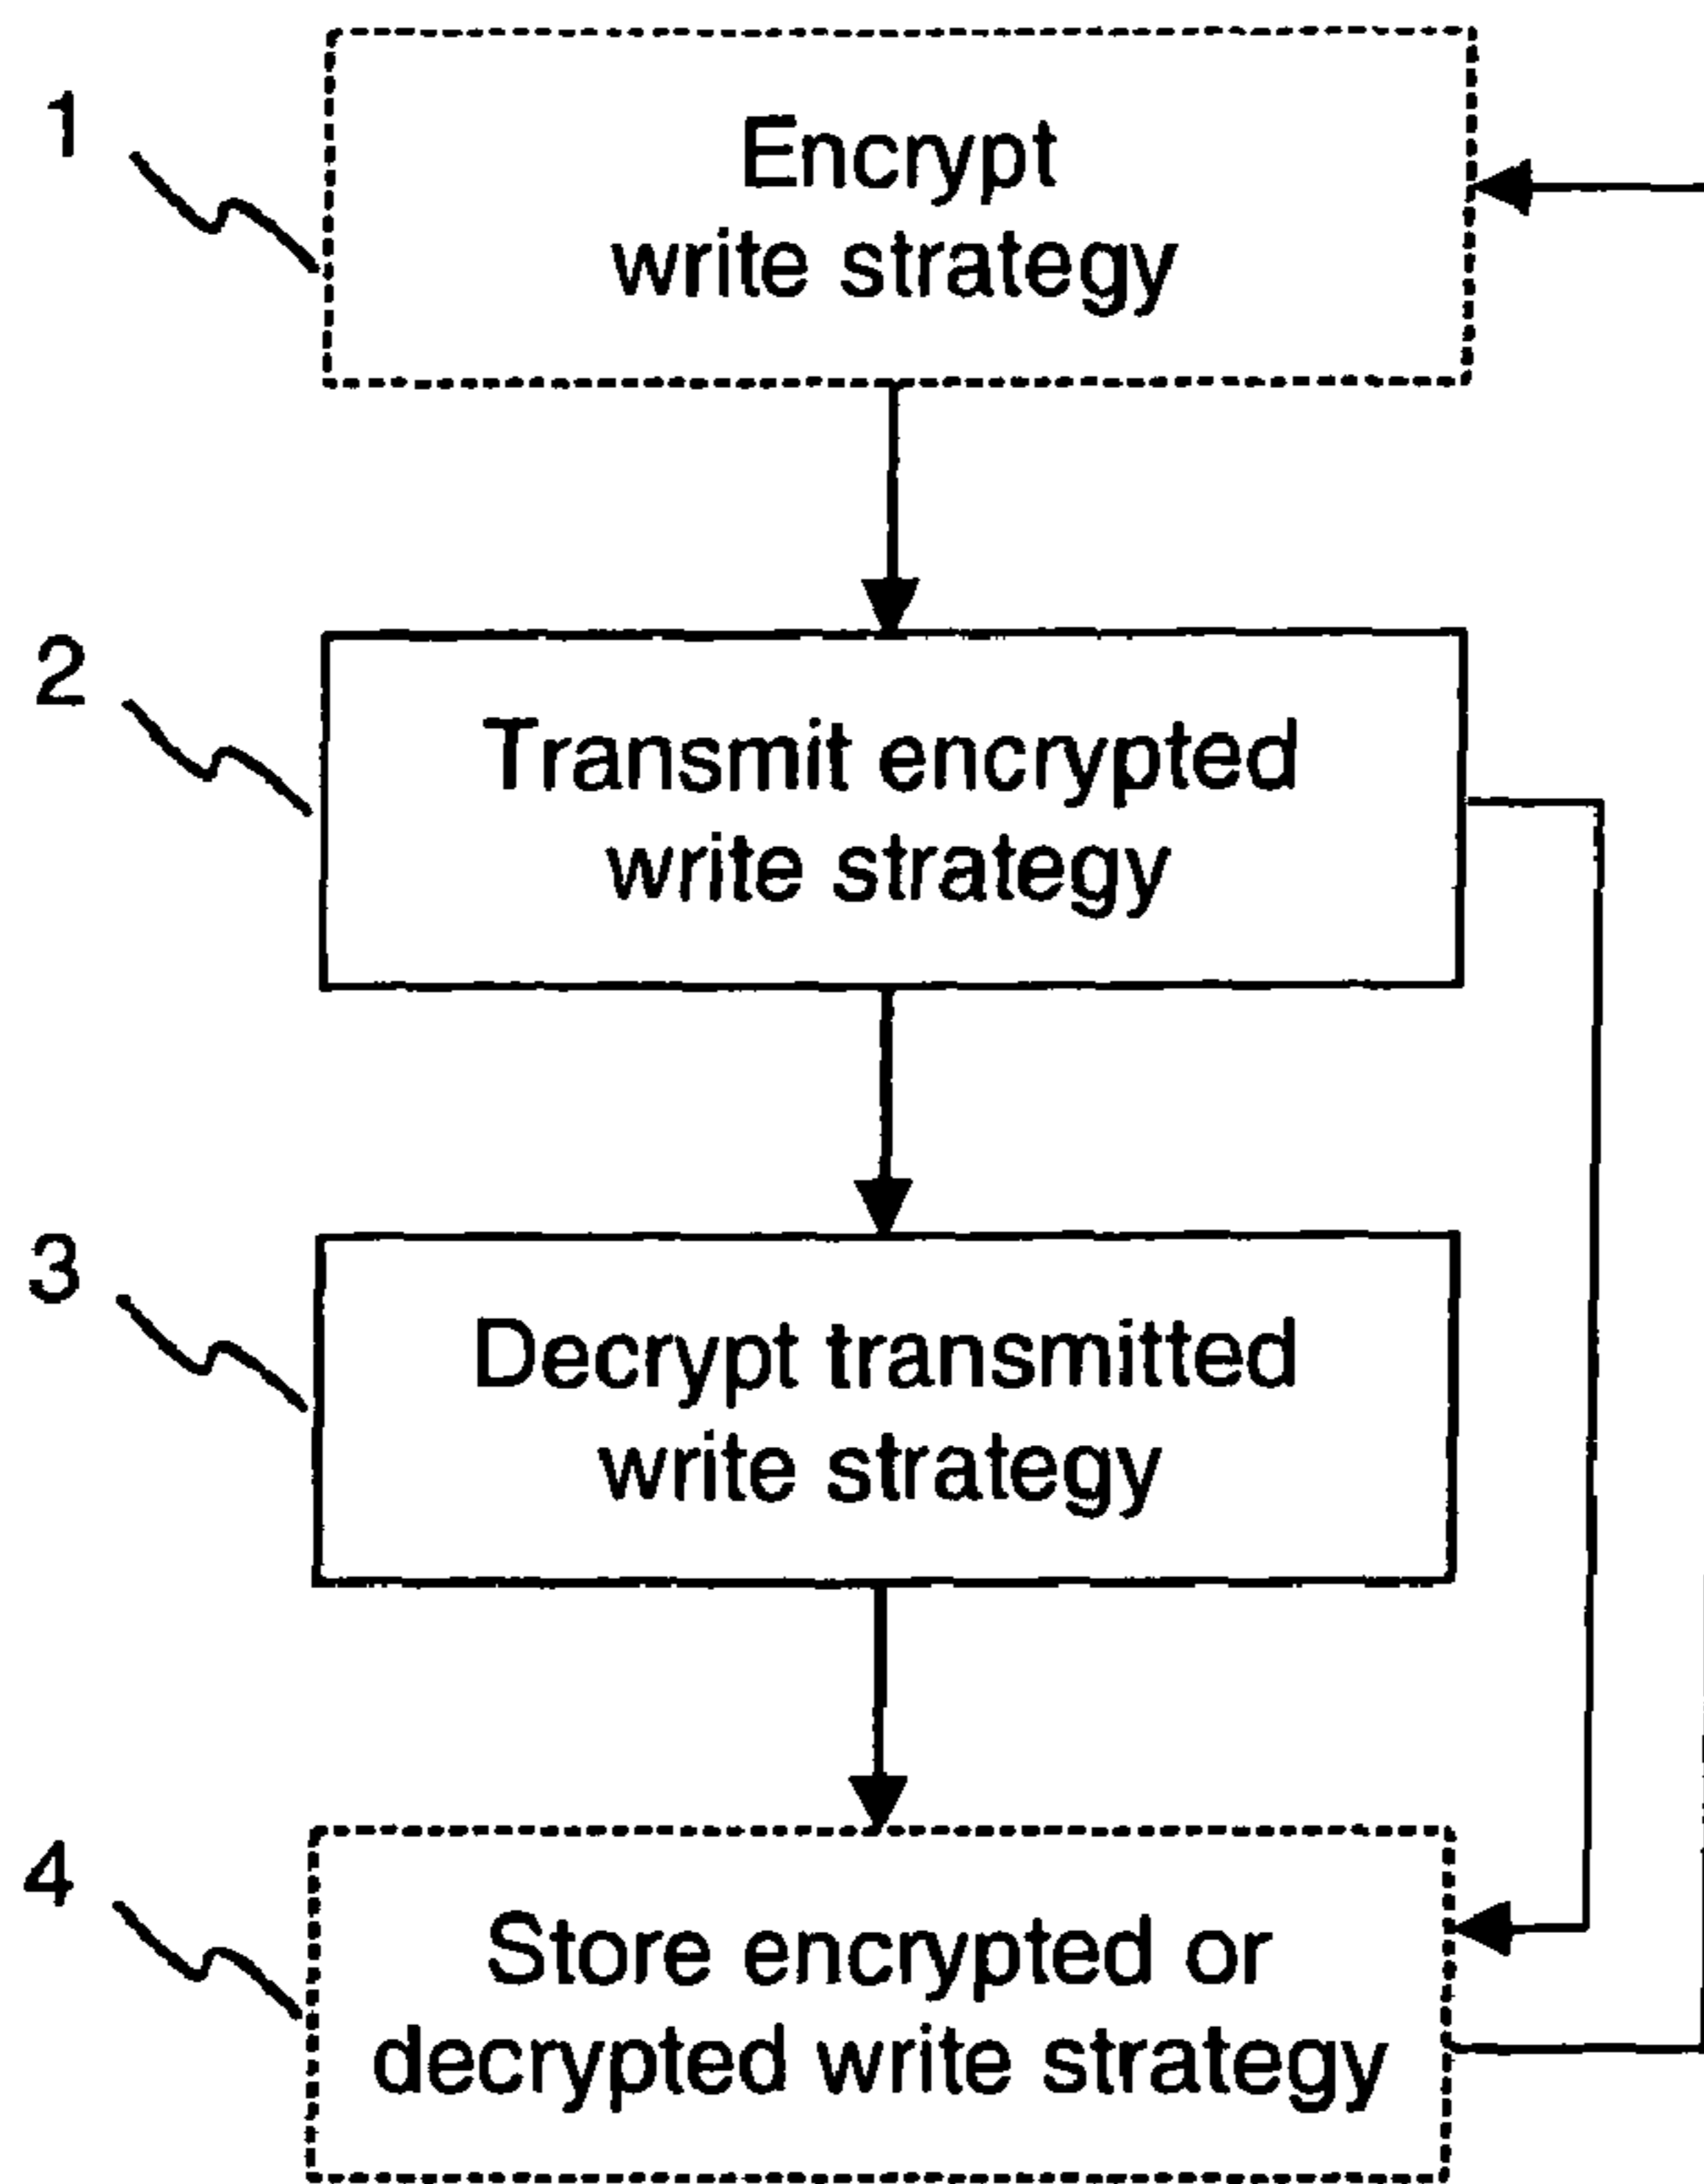 1
Encrypt
write strategy
2
Transmit encrypted
write strategy
3
Decrypt transmitted
write strategy
4
Store encrypted or
decrypted write strategy